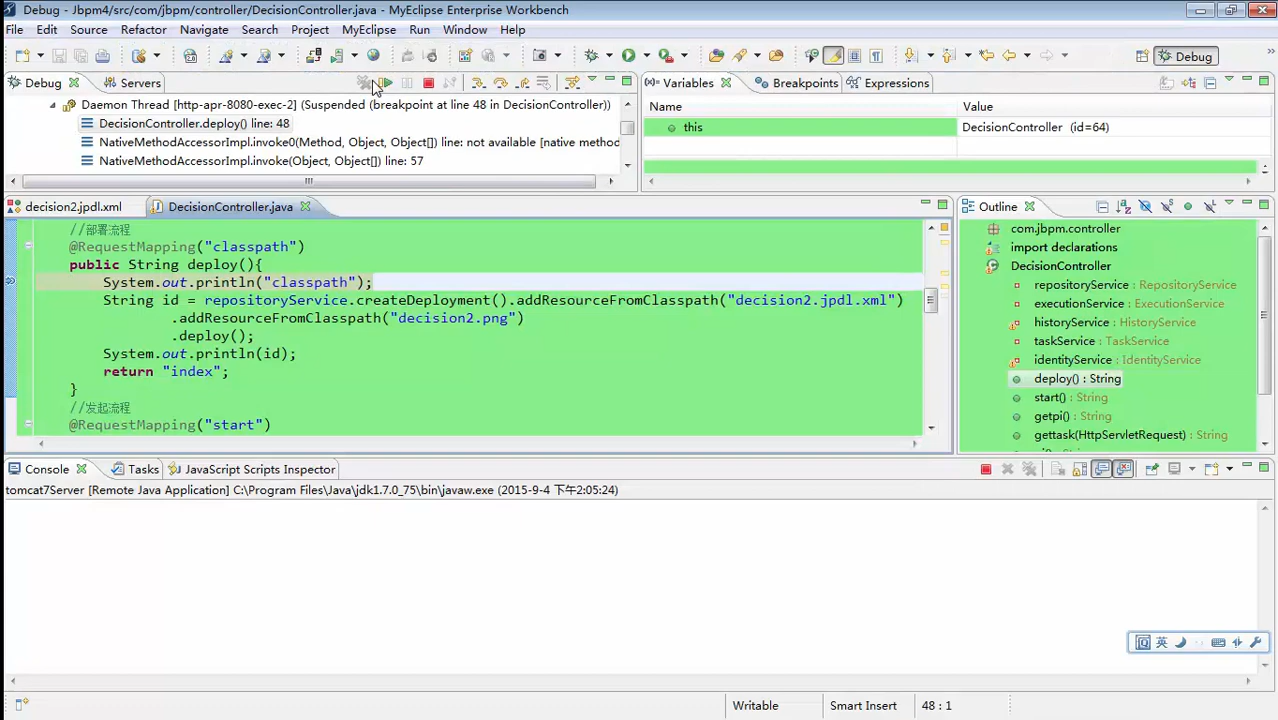 Debug - Jbpm4/src/com/jbpm/controller/DecisionController.java - MyEclipse Enterprise Workbench
File Edit Source Refactor Navigate Search Project MyEclipse Run Window Help
Debug
Debug Servers
Daemon Thread [http-apr-8080-exec-2] (Suspended (breakpoint at line 48 in DecisionController))
DecisionController.deploy() line: 48
NativeMethodAccessorImpl.invoke0(Method, Object, Object[]) line: not available [native method
NativeMethodAccessorImpl.invoke(Object, Object[]) line: 57
(x)= Variables Breakpoints Expressions
Name Value
this DecisionController (id=64)
decision2.jpdl.xml DecisionController.java
//部署流程
@RequestMapping("classpath")
public String deploy(){
System.out.println("classpath");
String id = repositoryService.createDeployment().addResourceFromClasspath("decision2.jpdl.xml")
.addResourceFromClasspath("decision2.png")
.deploy();
System.out.println(id);
return "index";
}
//发起流程
@RequestMapping("start")
Outline
com.jbpm.controller
import declarations
DecisionController
repositoryService : RepositoryService
executionService : ExecutionService
historyService : HistoryService
taskService : TaskService
identityService : IdentityService
deploy() : String
start() : String
getpi() : String
gettask(HttpServletRequest) : String
Console Tasks JavaScript Scripts Inspector
tomcat7Server [Remote Java Application] C:\Program Files\Java\jdk1.7.0_75\bin\javaw.exe (2015-9-4 下午2:05:24)
英
Writable Smart Insert 48 : 1